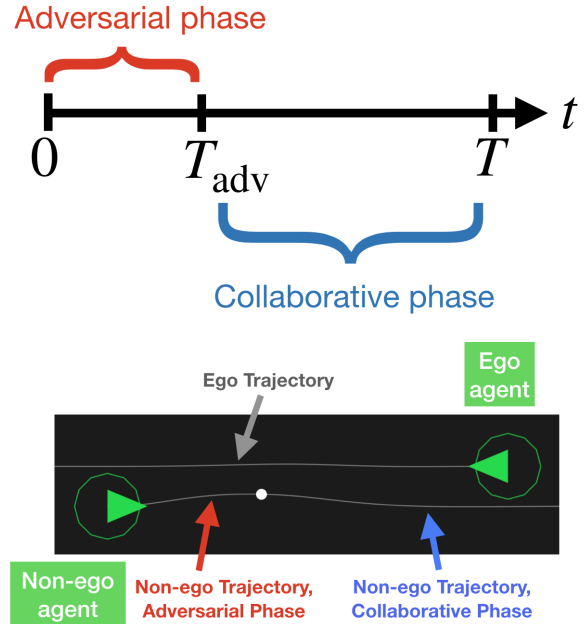 Adversarial phase
0
T_adv
T
t
Collaborative phase
Ego Trajectory
Ego
agent
Non-ego
agent
Non-ego Trajectory,
Adversarial Phase
Non-ego Trajectory,
Collaborative Phase